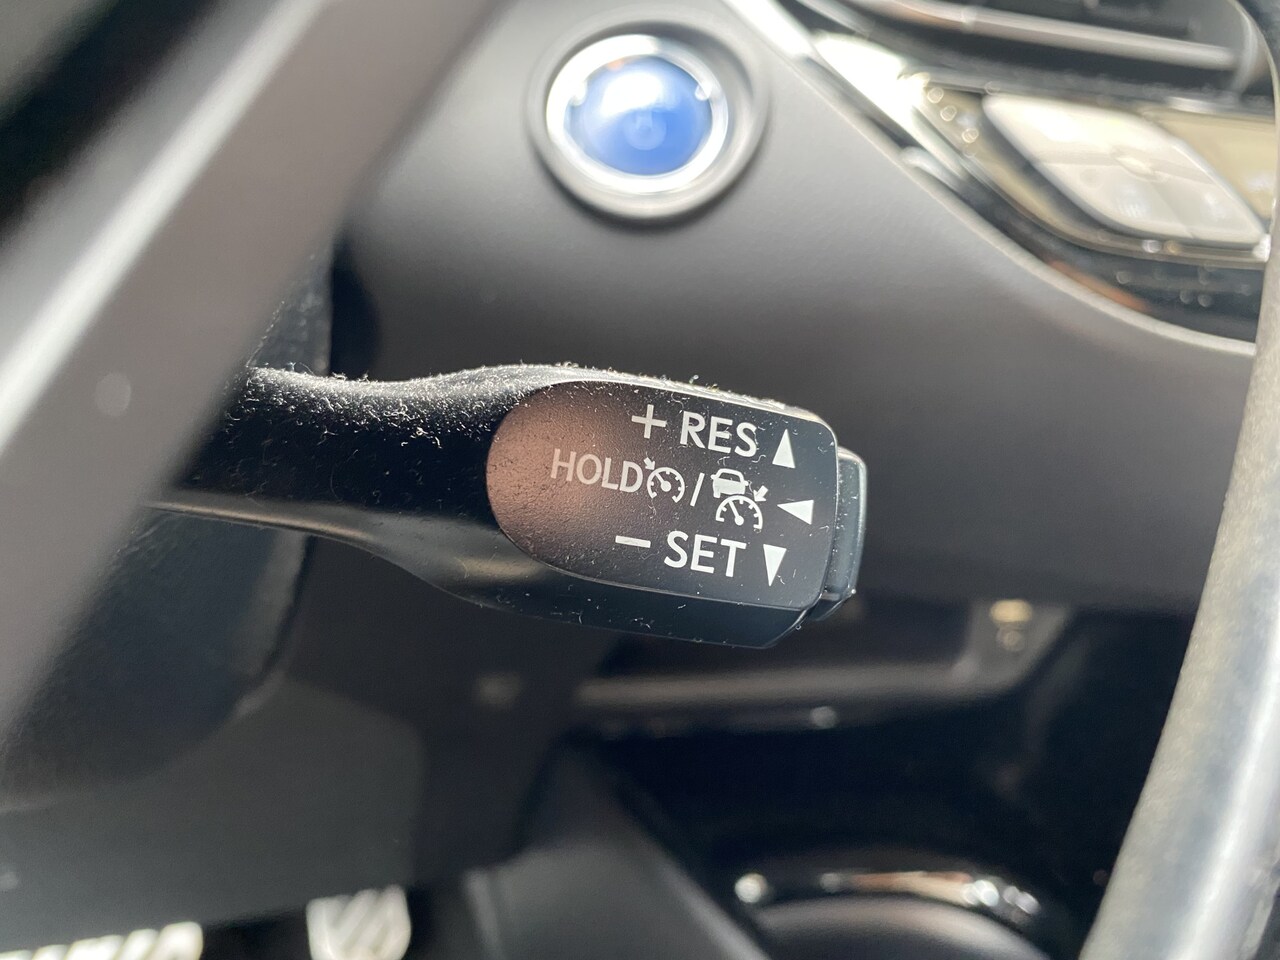 + RES ▲
HOLD / ◀
− SET ▼